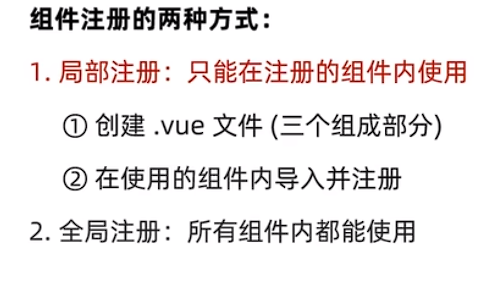 组件注册的两种方式：
1. 局部注册：只能在注册的组件内使用
① 创建 .vue 文件 (三个组成部分)
② 在使用的组件内导入并注册
2. 全局注册：所有组件内都能使用